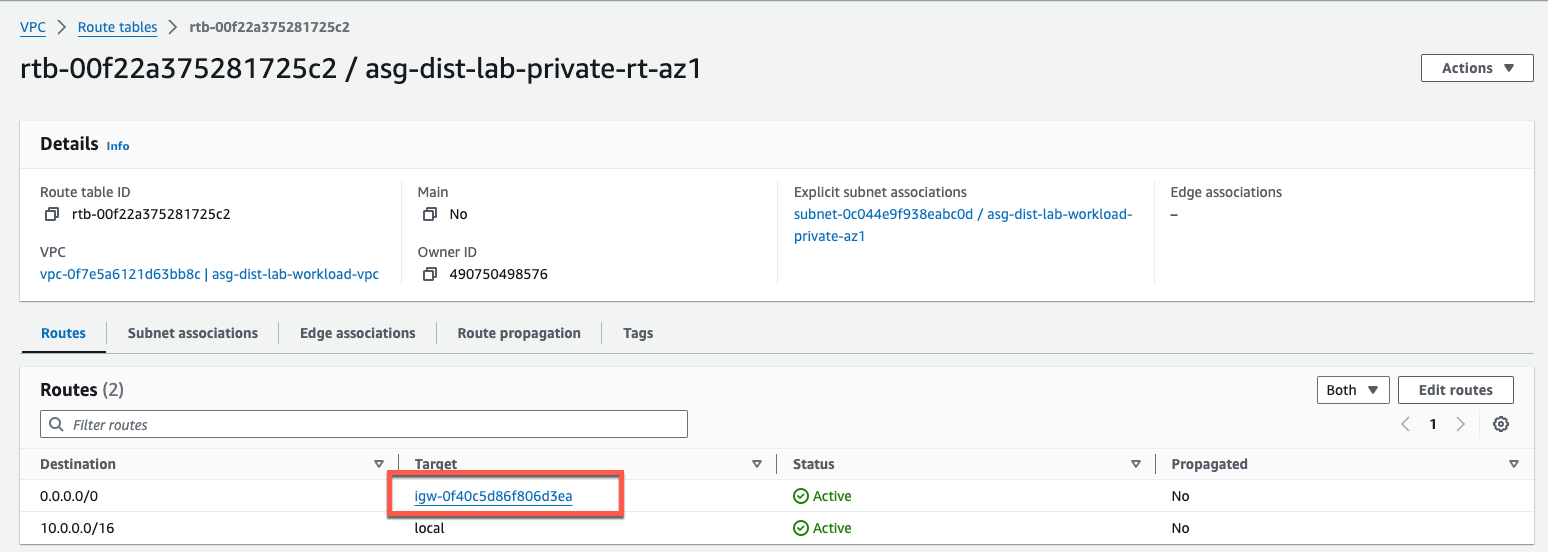 VPC > Route tables > rtb-00f22a375281725c2
rtb-00f22a375281725c2 / asg-dist-lab-private-rt-az1
Actions
Details Info
Route table ID
rtb-00f22a375281725c2
Main
No
Explicit subnet associations
subnet-0c044e9f938eabc0d / asg-dist-lab-workload-
private-az1
Edge associations
–
VPC
vpc-0f7e5a6121d63bb8c | asg-dist-lab-workload-vpc
Owner ID
490750498576
Routes Subnet associations Edge associations Route propagation Tags
Routes (2)
Both Edit routes
Filter routes
1
Destination Target Status Propagated
0.0.0.0/0 igw-0f40c5d86f806d3ea Active No
10.0.0.0/16 local Active No